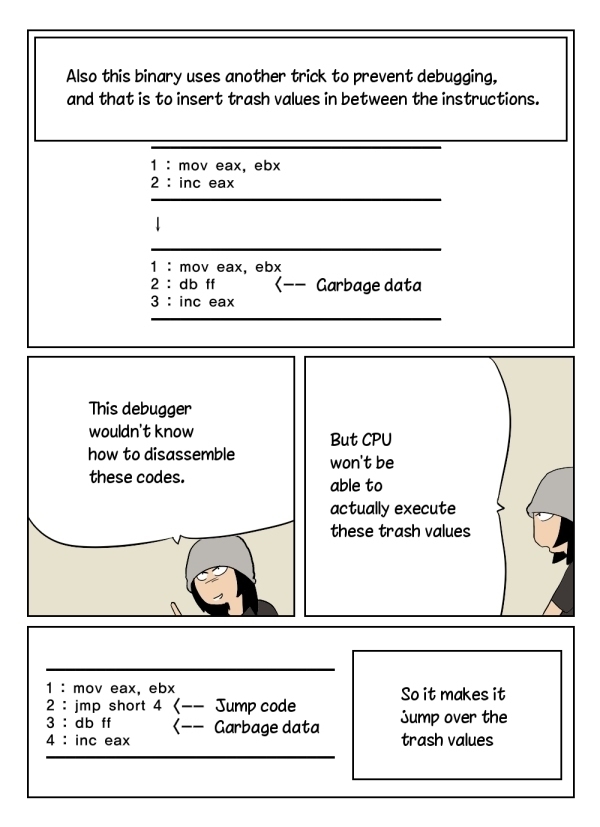 Also this binary uses another trick to prevent debugging,
and that is to insert trash values in between the instructions.
1 : mov eax, ebx
2 : inc eax
↓
1 : mov eax, ebx
2 : db ff <-- Garbage data
3 : inc eax
This debugger
wouldn't know
how to disassemble
these codes.
But CPU
won't be
able to
actually execute
these trash values
1 : mov eax, ebx
2 : jmp short 4 <-- Jump code
3 : db ff <-- Garbage data
4 : inc eax
So it makes it
jump over the
trash values